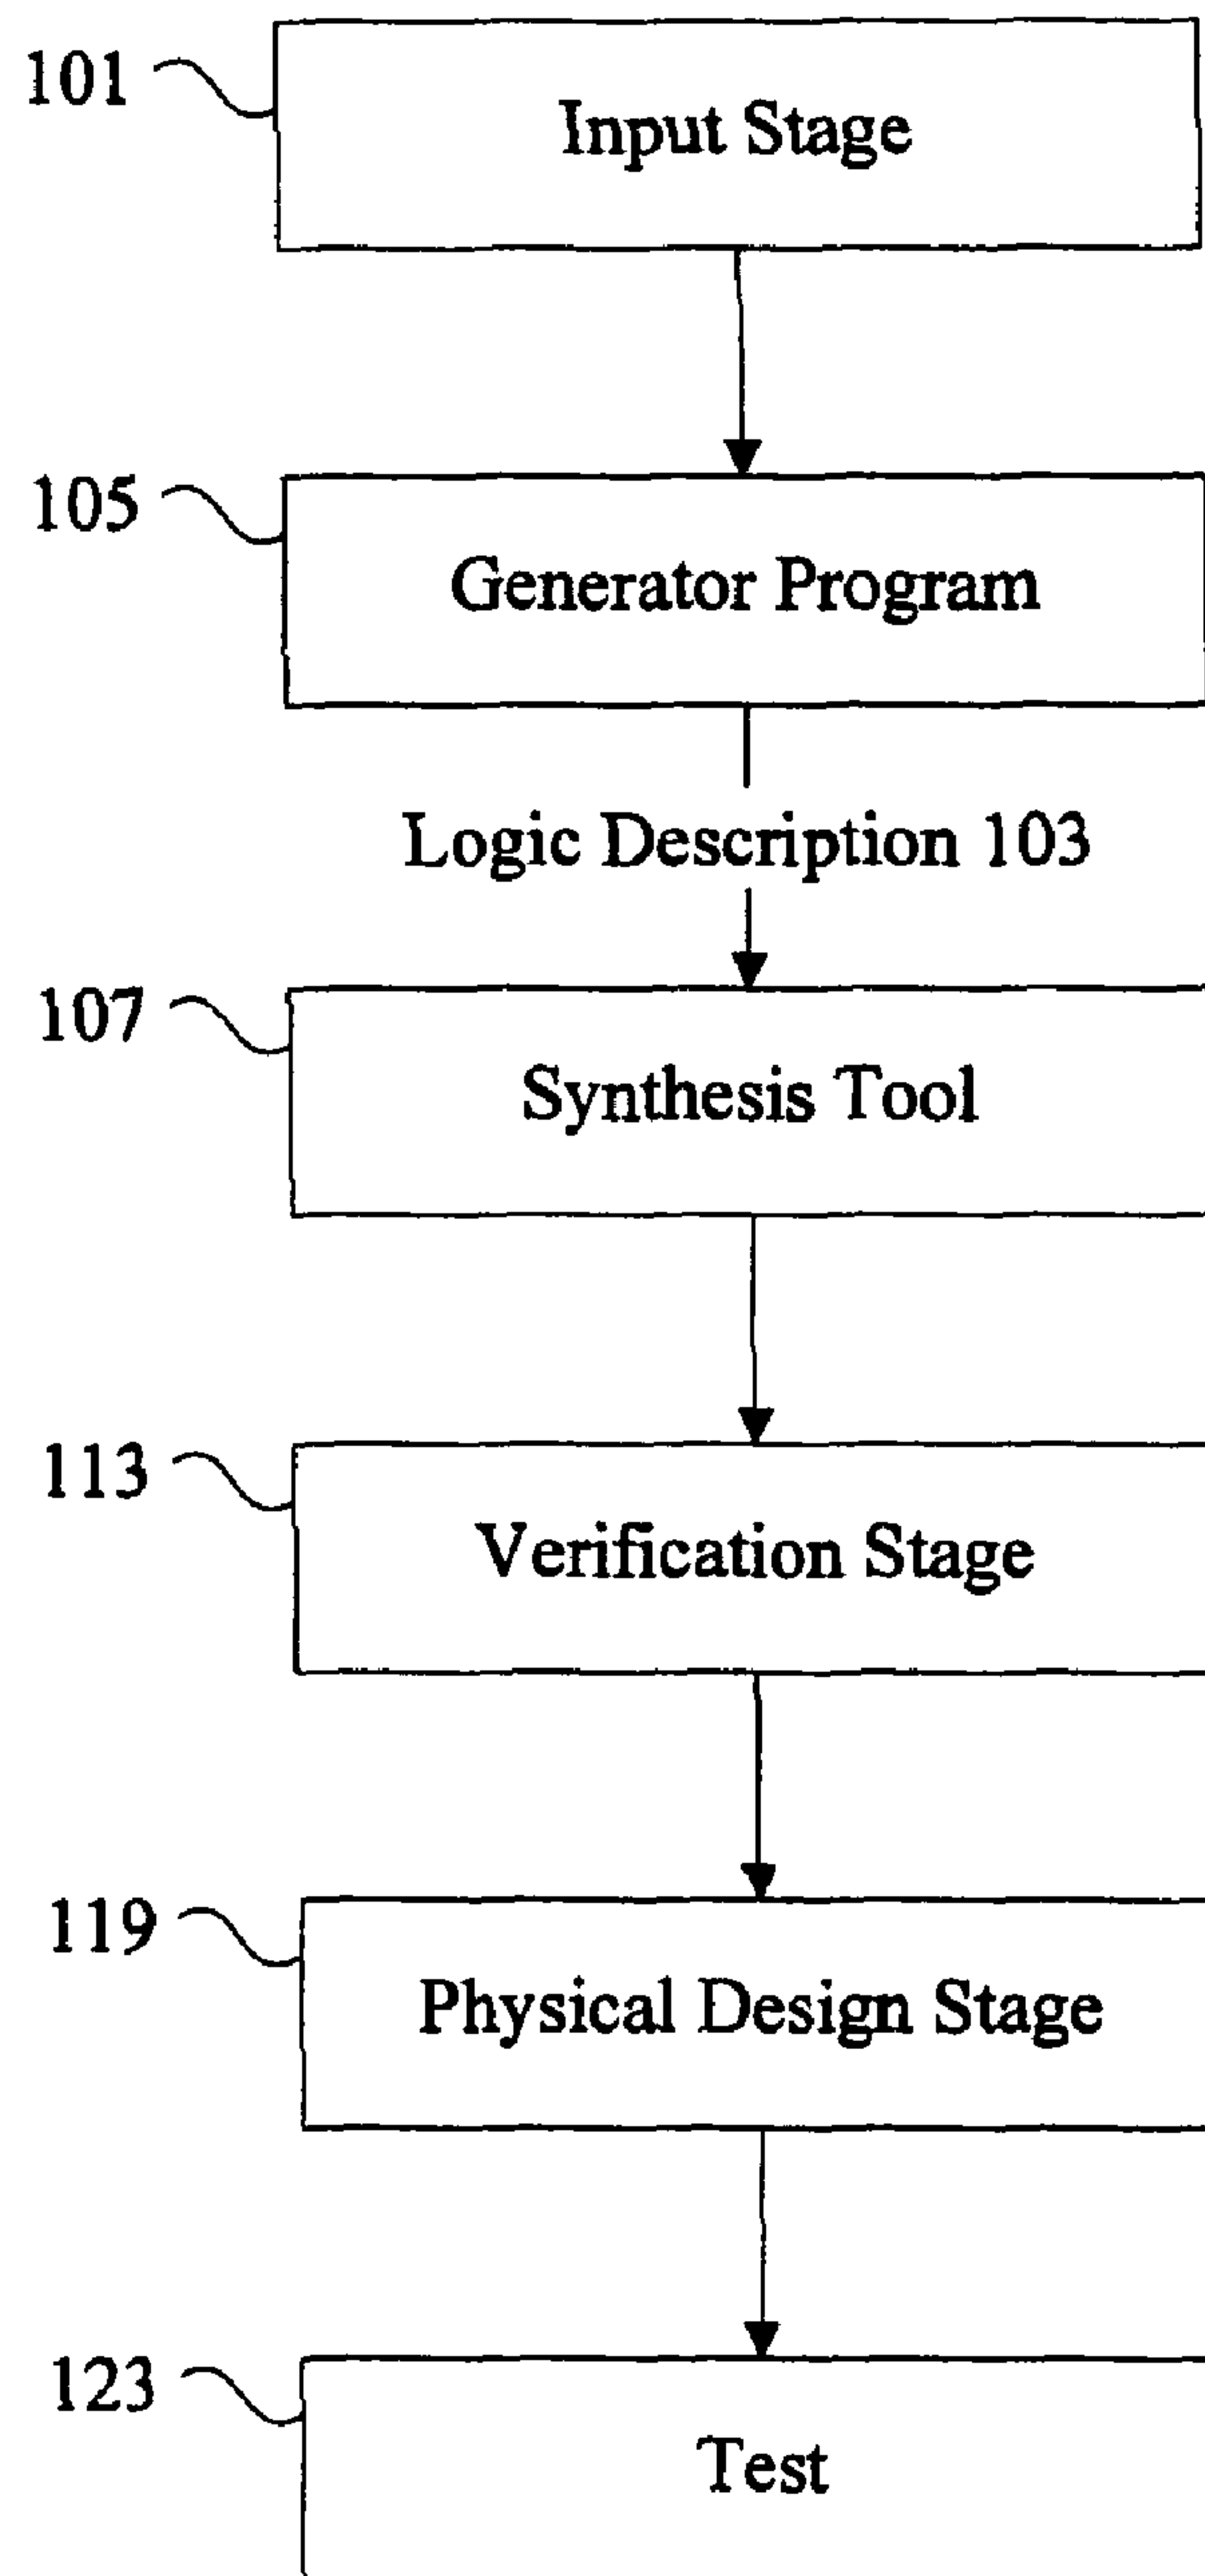 101
Input Stage
105
Generator Program
Logic Description 103
107
Synthesis Tool
113
Verification Stage
119
Physical Design Stage
123
Test